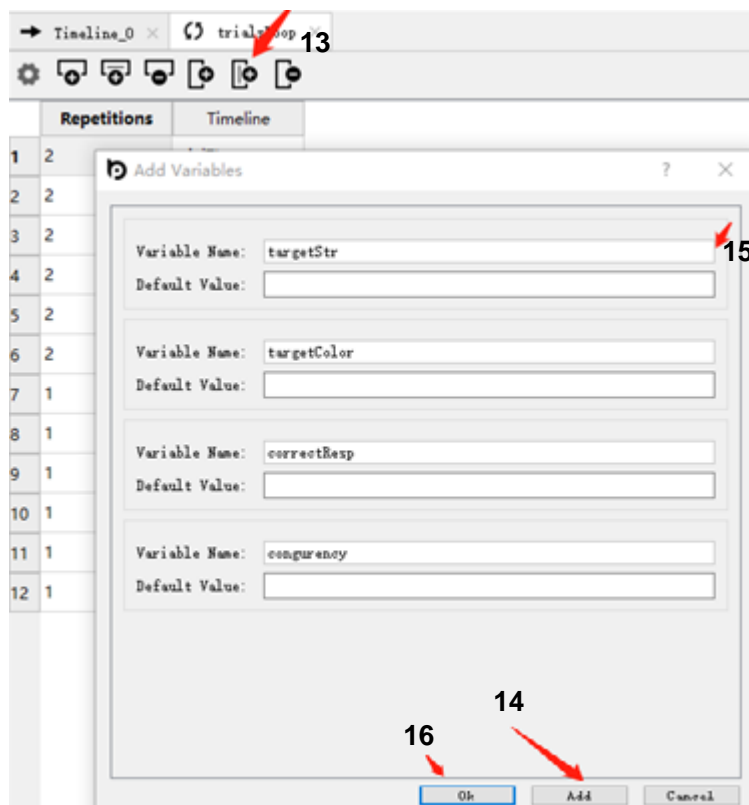 Timeline_0 trialsloop
13
Repetitions Timeline
1 2
Add Variables
2 2
3 2
15
Variable Name: targetStr
4 2
Default Value:
5 2
6 2
Variable Name: targetColor
7 1
Default Value:
8 1
Variable Name: correctResp
9 1
Default Value:
10 1
11 1
Variable Name: congurency
12 1
Default Value:
14
16
Ok Add Cancel